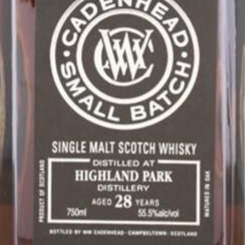 CADENHEAD
WC
SMALL BATCH
SINGLE MALT SCOTCH WHISKY
DISTILLED AT
HIGHLAND PARK
DISTILLERY
AGED 28 YEARS
750ml 55.5%alc/vol
PRODUCT OF SCOTLAND
MATURED IN OAK
BOTTLED BY WM CADENHEAD · CAMPBELTOWN · SCOTLAND